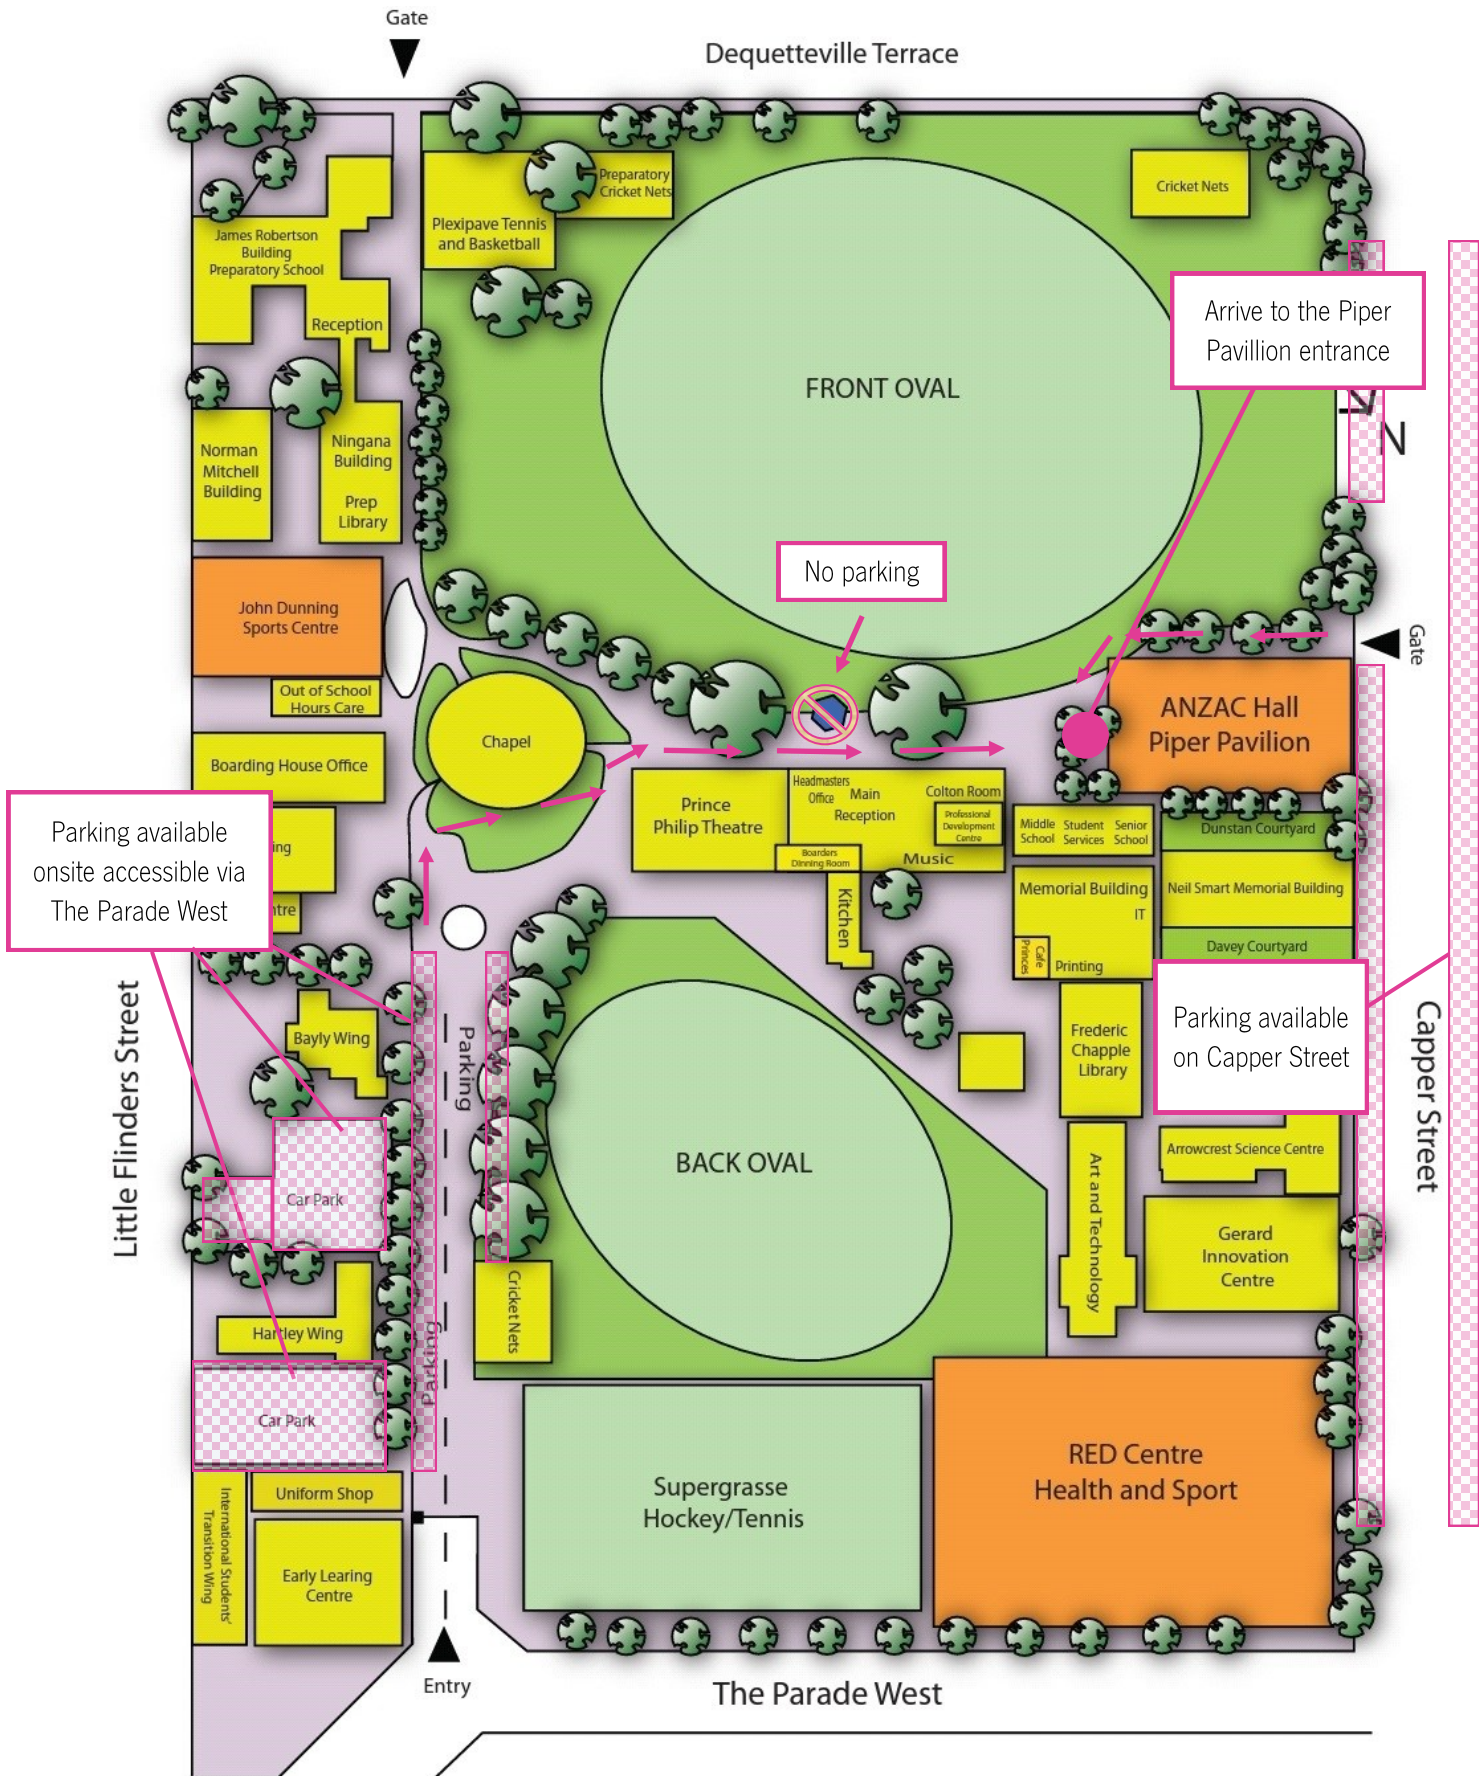 Gate
Dequetteville Terrace
Preparatory
Cricket Nets
Cricket Nets
Plexipave Tennis
and Basketball
James Robertson
Building
Preparatory School
Reception
Arrive to the Piper
Pavillion entrance
FRONT OVAL
N
Norman
Mitchell
Building
Ningana
Building
Prep
Library
No parking
John Dunning
Sports Centre
Gate
Out of School
Hours Care
ANZAC Hall
Piper Pavilion
Chapel
Boarding House Office
Prince
Philip Theatre
Headmasters
Office
Main
Reception
Colton Room
Professional
Development
Centre
Boarders
Dinning Room
Music
Middle
School
Student
Services
Senior
School
Dunstan Courtyard
Parking available
onsite accessible via
The Parade West
ing
ntre
Kitchen
Memorial Building
IT
Cafe
Princes
Printing
Neil Smart Memorial Building
Davey Courtyard
Parking available
on Capper Street
Frederic
Chapple
Library
Bayly Wing
Parking
Little Flinders Street
Capper Street
BACK OVAL
Arrowcrest Science Centre
Art and Technology
Car Park
Gerard
Innovation
Centre
Cricket Nets
Hartley Wing
Parking
Car Park
RED Centre
Health and Sport
Supergrasse
Hockey/Tennis
International Students'
Transition Wing
Uniform Shop
Early Learing
Centre
Entry
The Parade West